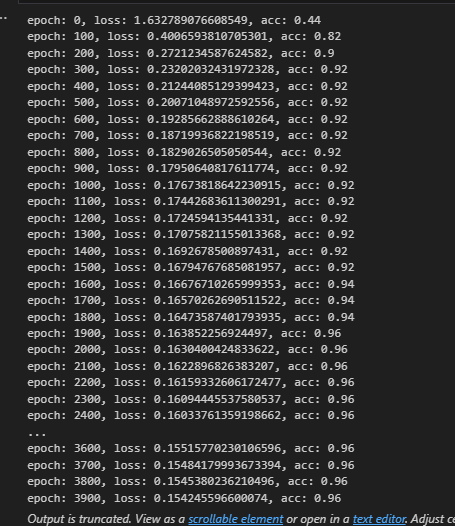 ...
epoch: 0, loss: 1.632789076608549, acc: 0.44
epoch: 100, loss: 0.4006593810705301, acc: 0.82
epoch: 200, loss: 0.2721234587624582, acc: 0.9
epoch: 300, loss: 0.23202032431972328, acc: 0.92
epoch: 400, loss: 0.21244085129399423, acc: 0.92
epoch: 500, loss: 0.20071048972592556, acc: 0.92
epoch: 600, loss: 0.19285662888610264, acc: 0.92
epoch: 700, loss: 0.18719936822198519, acc: 0.92
epoch: 800, loss: 0.1829026505050544, acc: 0.92
epoch: 900, loss: 0.17950640817611774, acc: 0.92
epoch: 1000, loss: 0.17673818642230915, acc: 0.92
epoch: 1100, loss: 0.17442683611300291, acc: 0.92
epoch: 1200, loss: 0.1724594135441331, acc: 0.92
epoch: 1300, loss: 0.17075821155013368, acc: 0.92
epoch: 1400, loss: 0.1692678500897431, acc: 0.92
epoch: 1500, loss: 0.16794767685081957, acc: 0.92
epoch: 1600, loss: 0.16676710265999353, acc: 0.94
epoch: 1700, loss: 0.16570262690511522, acc: 0.94
epoch: 1800, loss: 0.16473587401793935, acc: 0.94
epoch: 1900, loss: 0.163852256924497, acc: 0.96
epoch: 2000, loss: 0.1630400424833622, acc: 0.96
epoch: 2100, loss: 0.1622896826383207, acc: 0.96
epoch: 2200, loss: 0.16159332606172477, acc: 0.96
epoch: 2300, loss: 0.16094445537580537, acc: 0.96
epoch: 2400, loss: 0.16033761359198662, acc: 0.96
...
epoch: 3600, loss: 0.15515770230106596, acc: 0.96
epoch: 3700, loss: 0.15484179993673394, acc: 0.96
epoch: 3800, loss: 0.1545380236210496, acc: 0.96
epoch: 3900, loss: 0.154245596600074, acc: 0.96
Output is truncated. View as a scrollable element or open in a text editor. Adjust ce